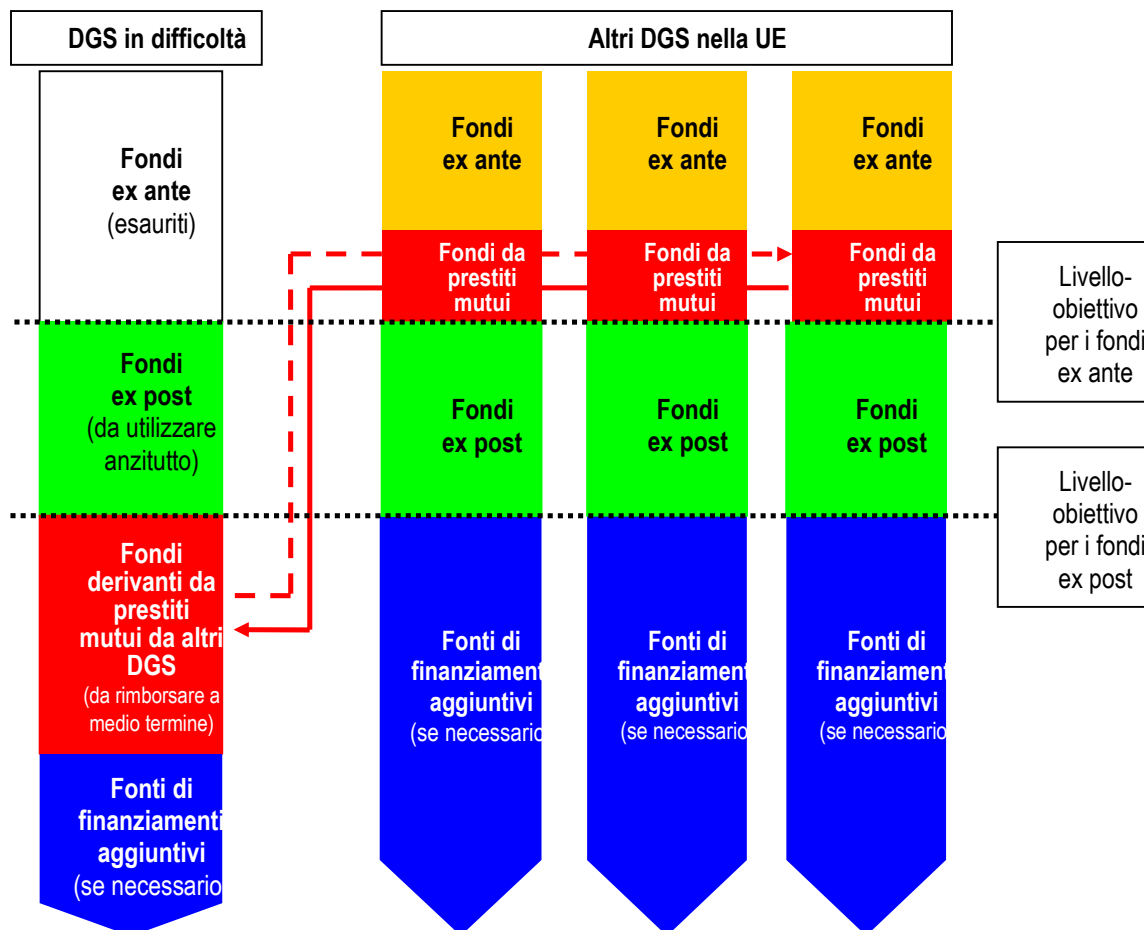 DGS in difficoltà
Altri DGS nella UE
Fondi
ex ante
(esauriti)
Fondi
ex post
(da utilizzare
anzitutto)
Fondi
derivanti da
prestiti
mutui da altri
DGS
(da rimborsare a
medio termine)
Fonti di
finanziamenti
aggiuntivi
(se necessario
Fondi
ex ante
Fondi da
prestiti
mutui
Fondi
ex post
Fonti di
finanziament
aggiuntivi
(se necessario
Fondi
ex ante
Fondi da
prestiti
mutui
Fondi
ex post
Fonti di
finanziament
aggiuntivi
(se necessario
Fondi
ex ante
Fondi da
prestiti
mutui
Fondi
ex post
Fonti di
finanziament
aggiuntivi
(se necessario
Livello-
obiettivo
per i fondi
ex ante
Livello-
obiettivo
per i fondi
ex post